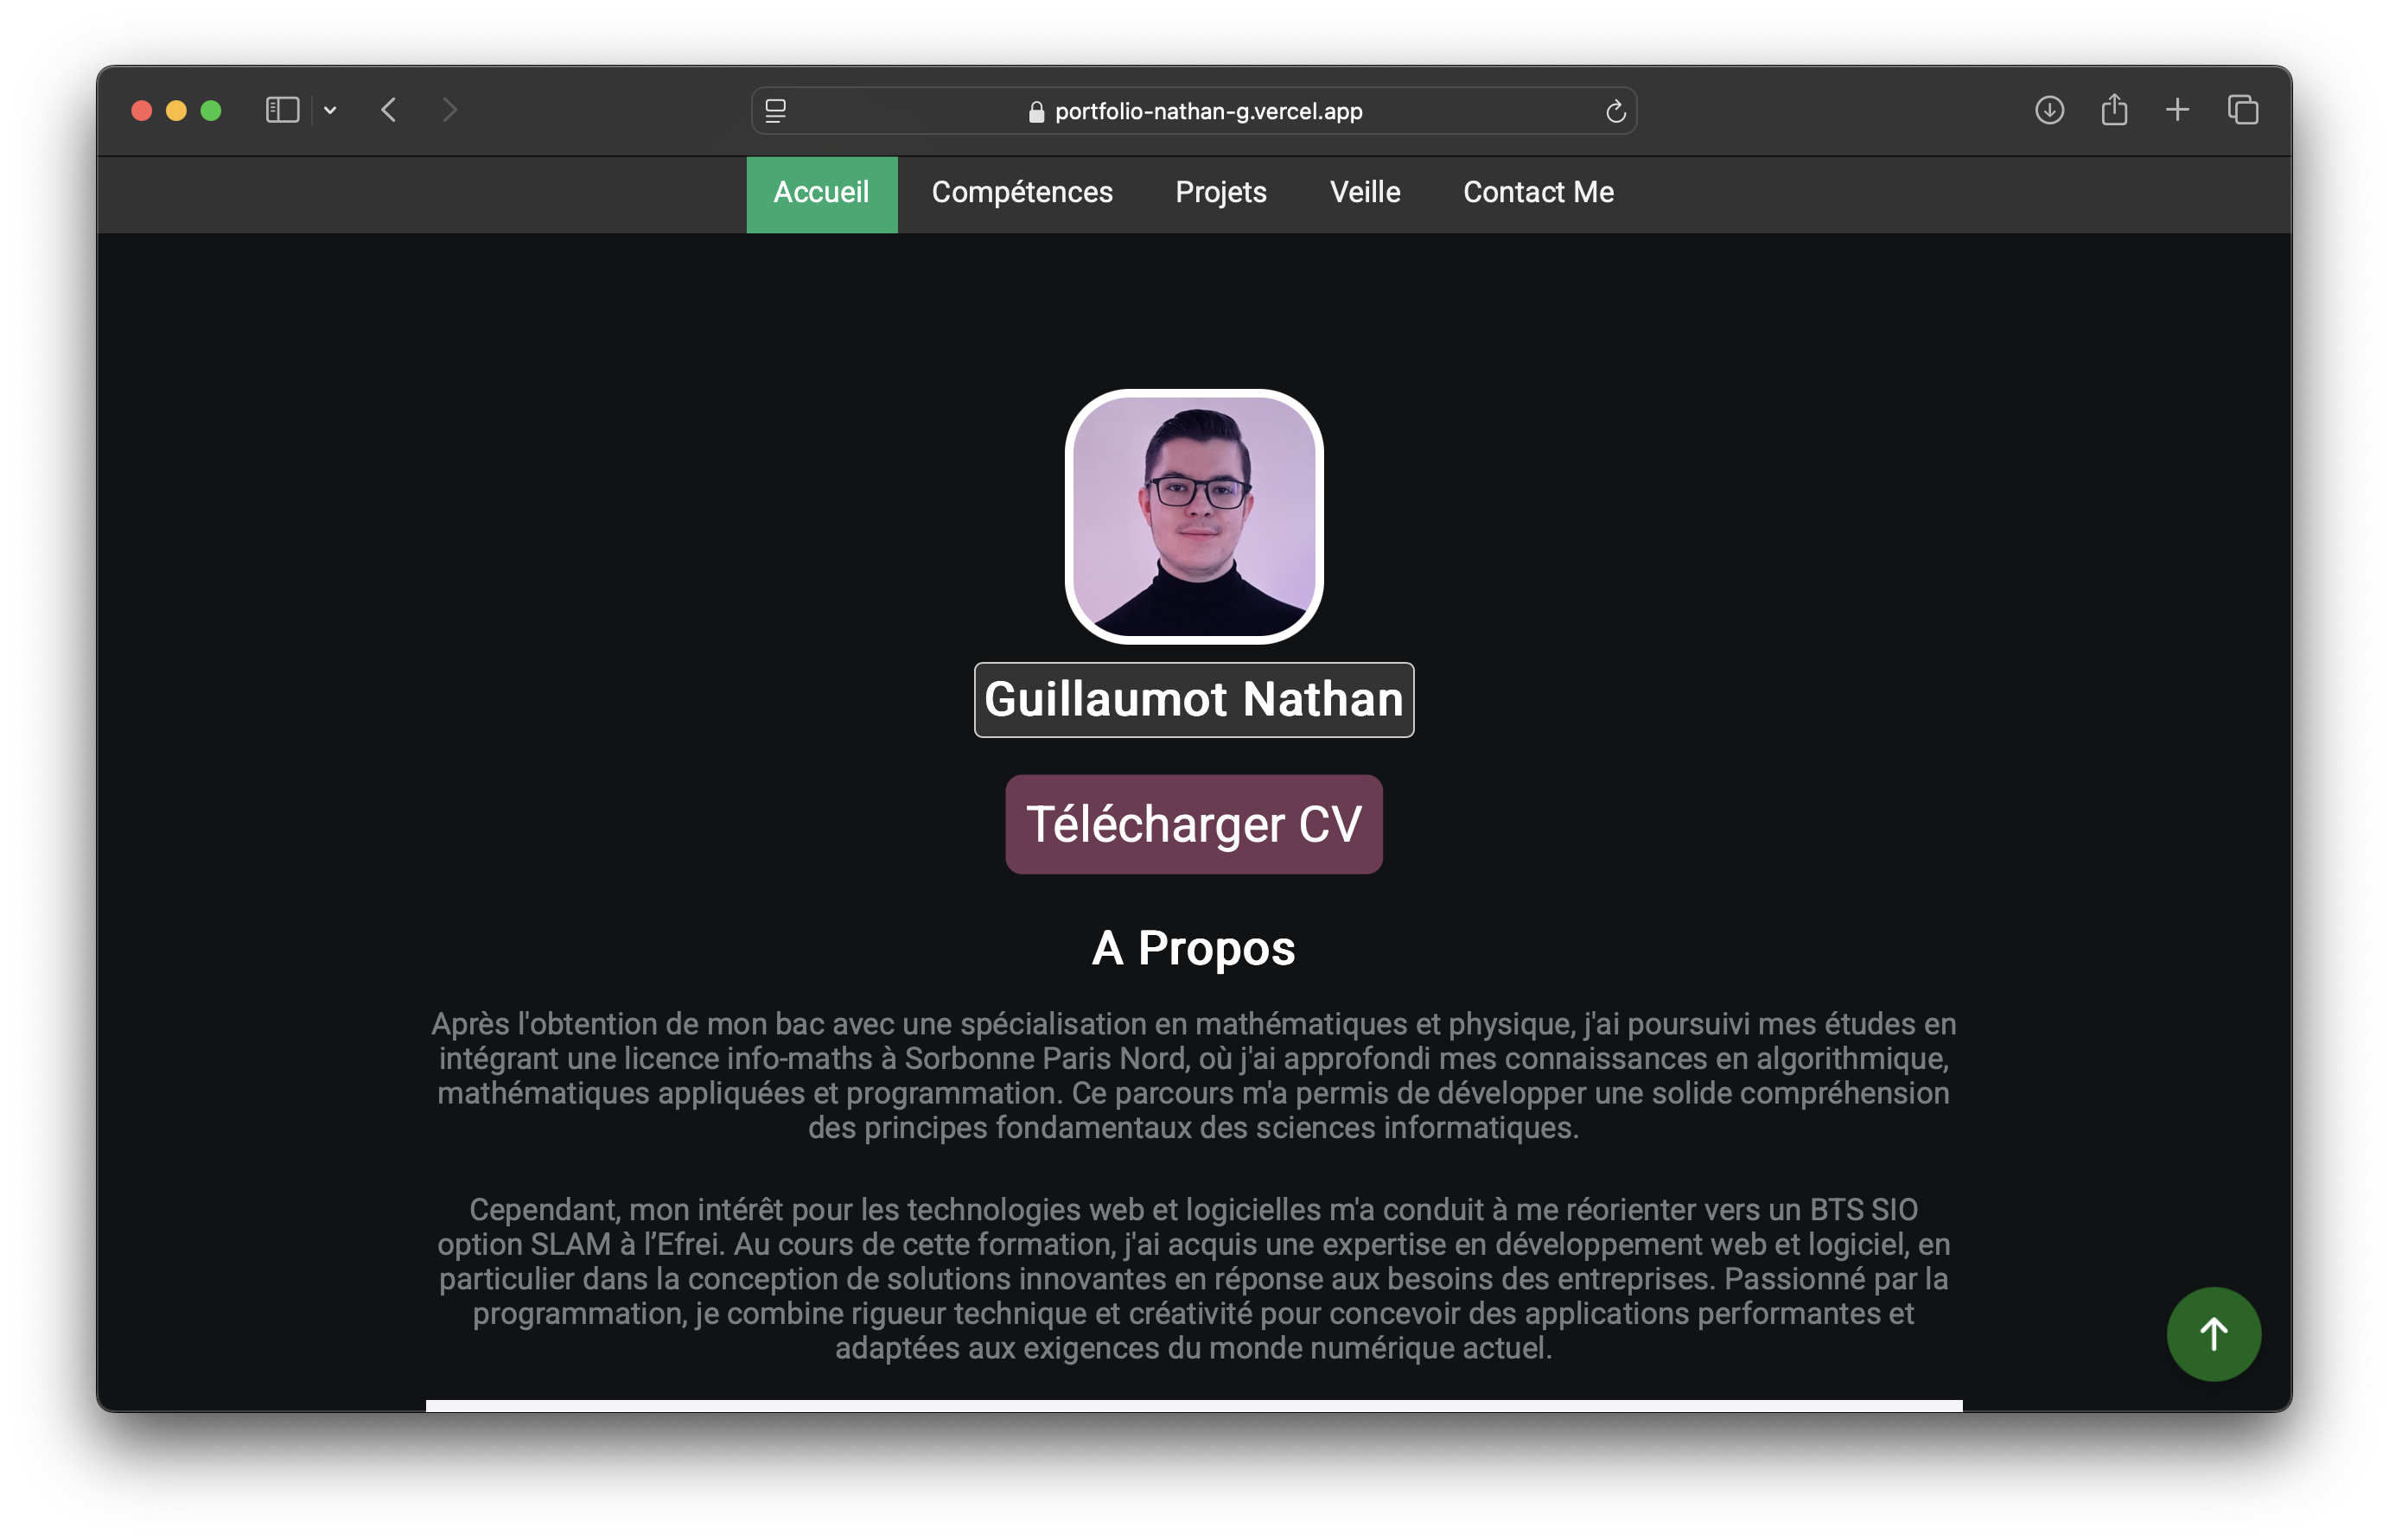 portfolio-nathan-g.vercel.app
Accueil Compétences Projets Veille Contact Me
Guillaumot Nathan
Télécharger CV
A Propos
Après l'obtention de mon bac avec une spécialisation en mathématiques et physique, j'ai poursuivi mes études en
intégrant une licence info-maths à Sorbonne Paris Nord, où j'ai approfondi mes connaissances en algorithmique,
mathématiques appliquées et programmation. Ce parcours m'a permis de développer une solide compréhension
des principes fondamentaux des sciences informatiques.
Cependant, mon intérêt pour les technologies web et logicielles m'a conduit à me réorienter vers un BTS SIO
option SLAM à l’Efrei. Au cours de cette formation, j'ai acquis une expertise en développement web et logiciel, en
particulier dans la conception de solutions innovantes en réponse aux besoins des entreprises. Passionné par la
programmation, je combine rigueur technique et créativité pour concevoir des applications performantes et
adaptées aux exigences du monde numérique actuel.